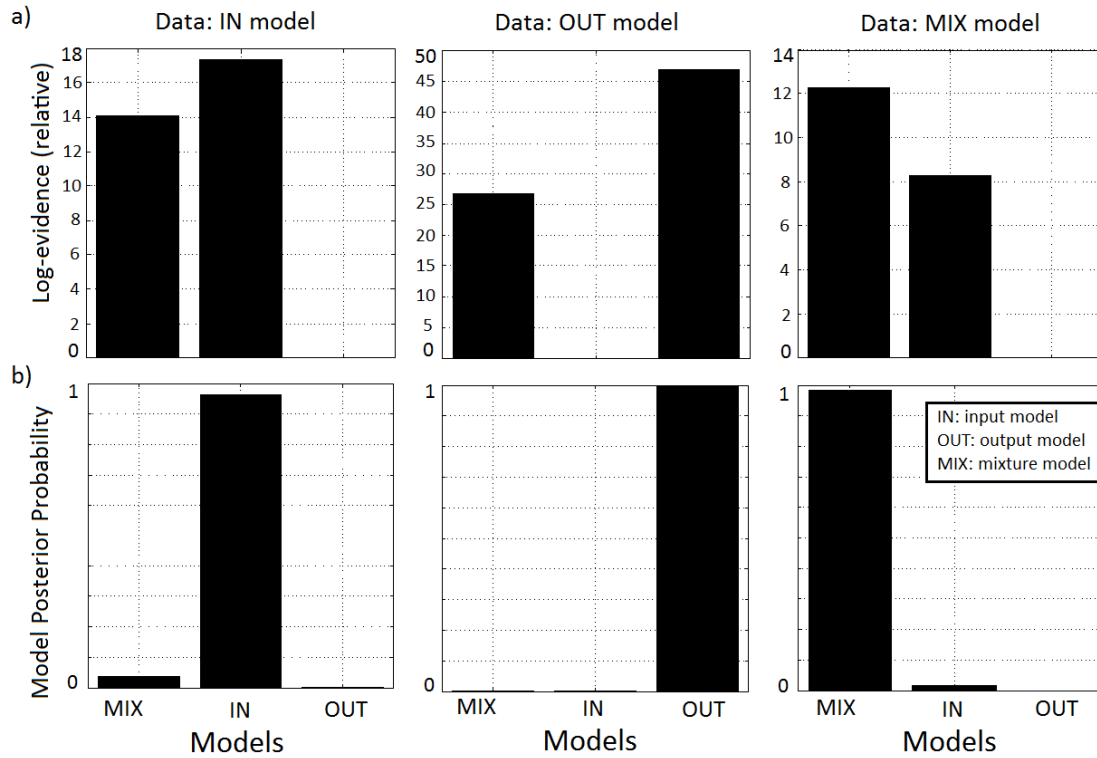 a)
Data: IN model
Data: OUT model
Data: MIX model
Log-evidence (relative)
18
16
14
12
10
8
6
4
2
0
50
45
40
35
30
25
20
15
10
5
0
14
12
10
8
6
4
2
0
b)
Model Posterior Probability
1
0
1
0
1
0
IN: input model
OUT: output model
MIX: mixture model
MIX IN OUT
MIX IN OUT
MIX IN OUT
Models
Models
Models